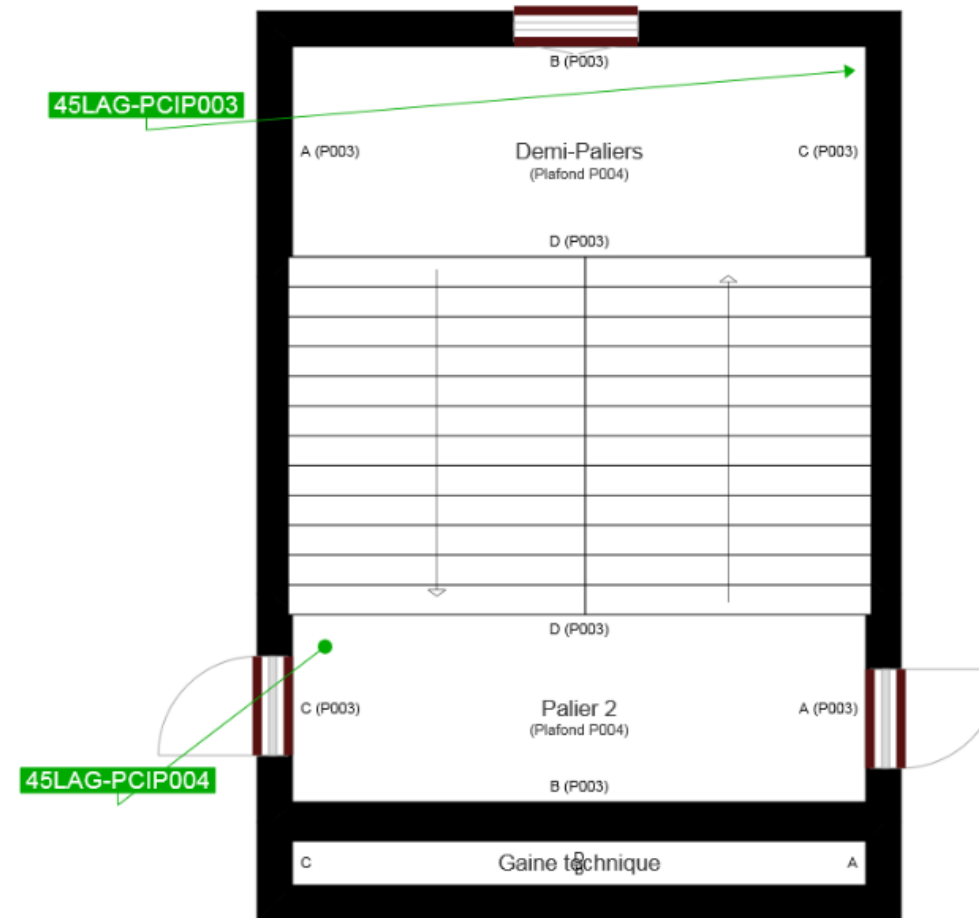 B (P003)
45LAG-PCIP003
A (P003)
Demi-Paliers
C (P003)
(Plafond P004)
D (P003)
D (P003)
C (P003)
Palier 2
A (P003)
(Plafond P004)
45LAG-PCIP004
B (P003)
C
Gaine technique
D
B
A